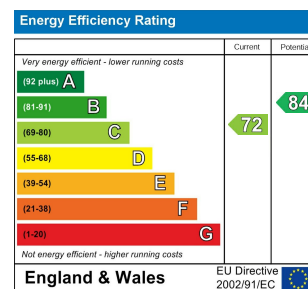 Energy Efficiency Rating
Current
Potentia
Very energy efficient - lower running costs
(92 plus) A
(81-91) B
84
(69-80) C
72
(55-68) D
(39-54) E
(21-38) F
(1-20) G
Not energy efficient - higher running costs
England & Wales
EU Directive
2002/91/EC